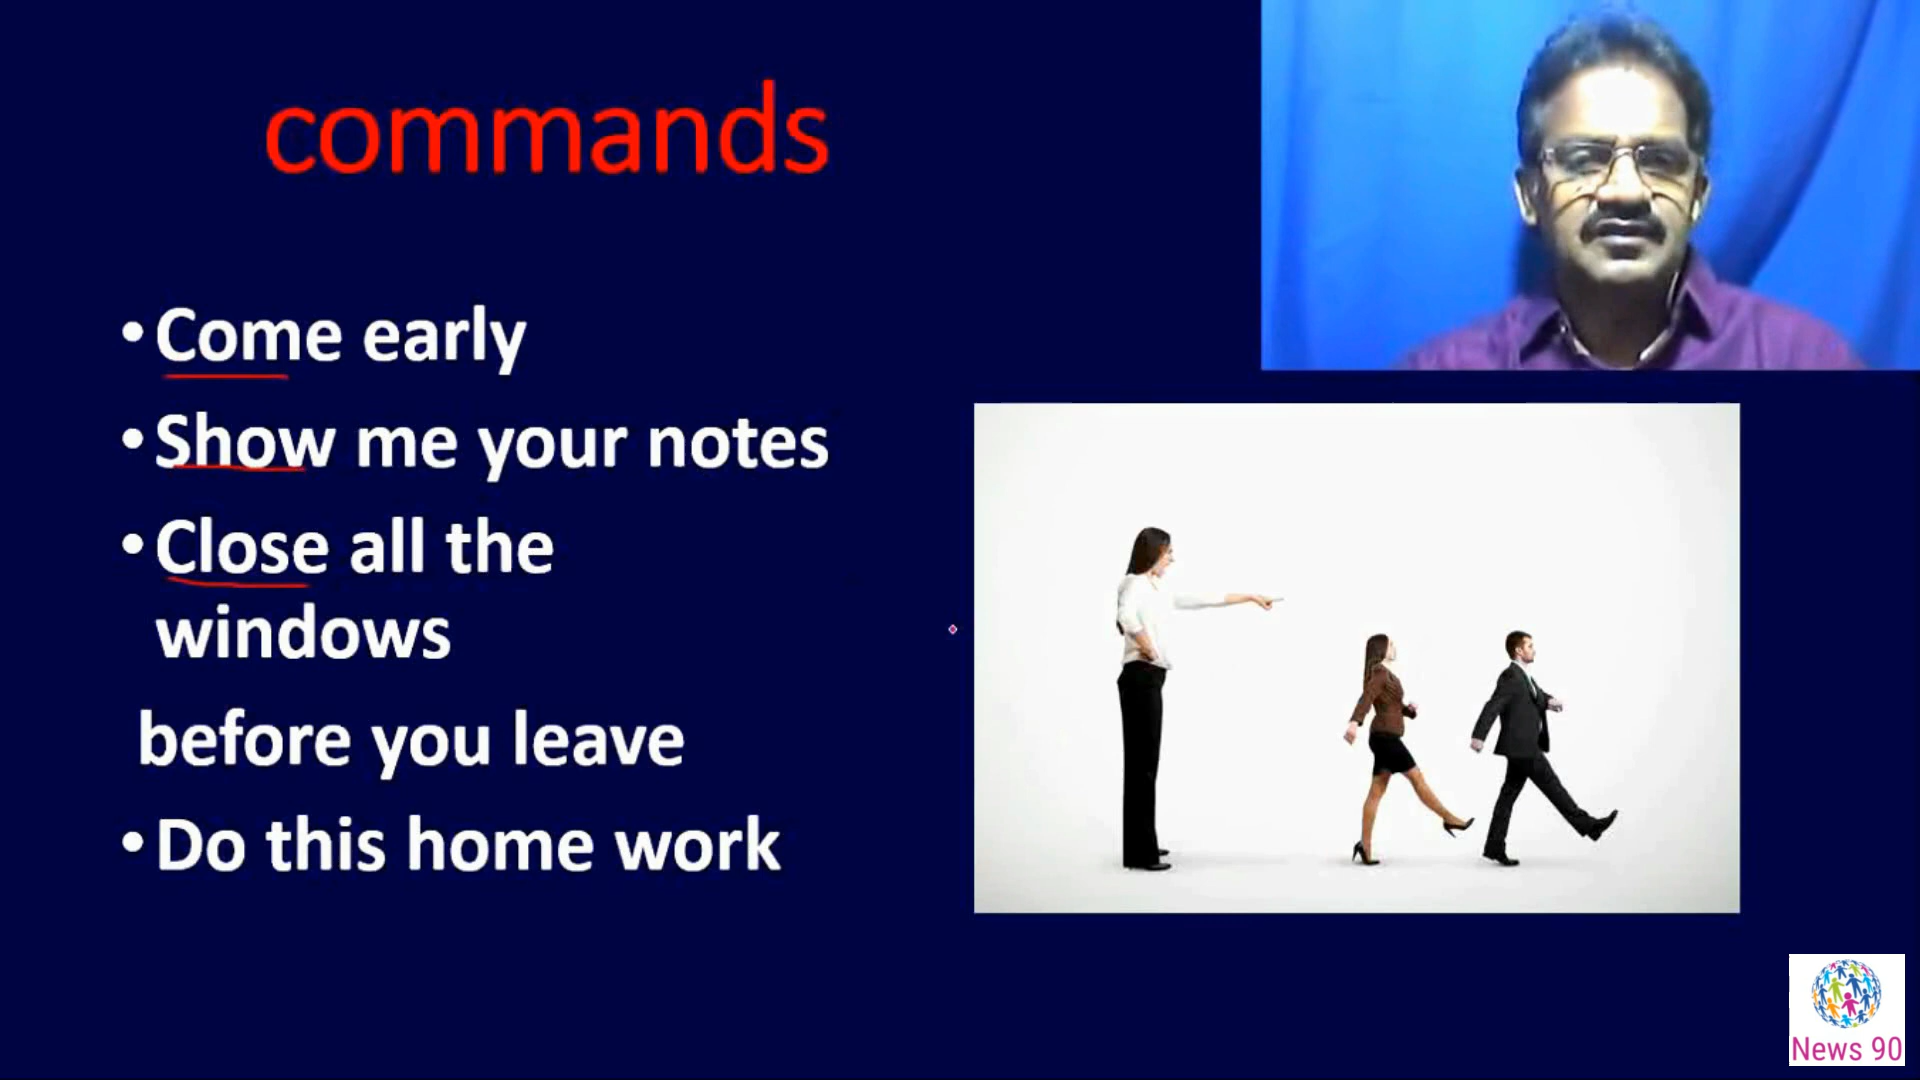 commands
• Come early
• Show me your notes
• Close all the
windows
before you leave
• Do this home work
News 90